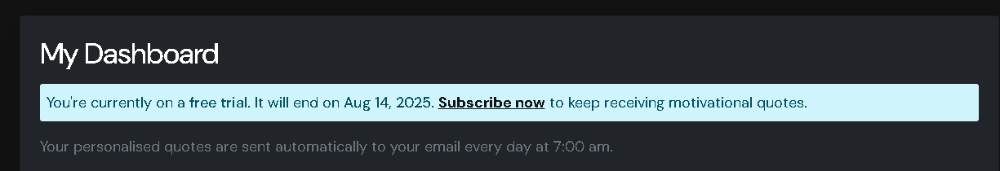 My Dashboard
You're currently on a free trial. It will end on Aug 14, 2025. Subscribe now to keep receiving motivational quotes.
Your personalised quotes are sent automatically to your email every day at 7:00 am.